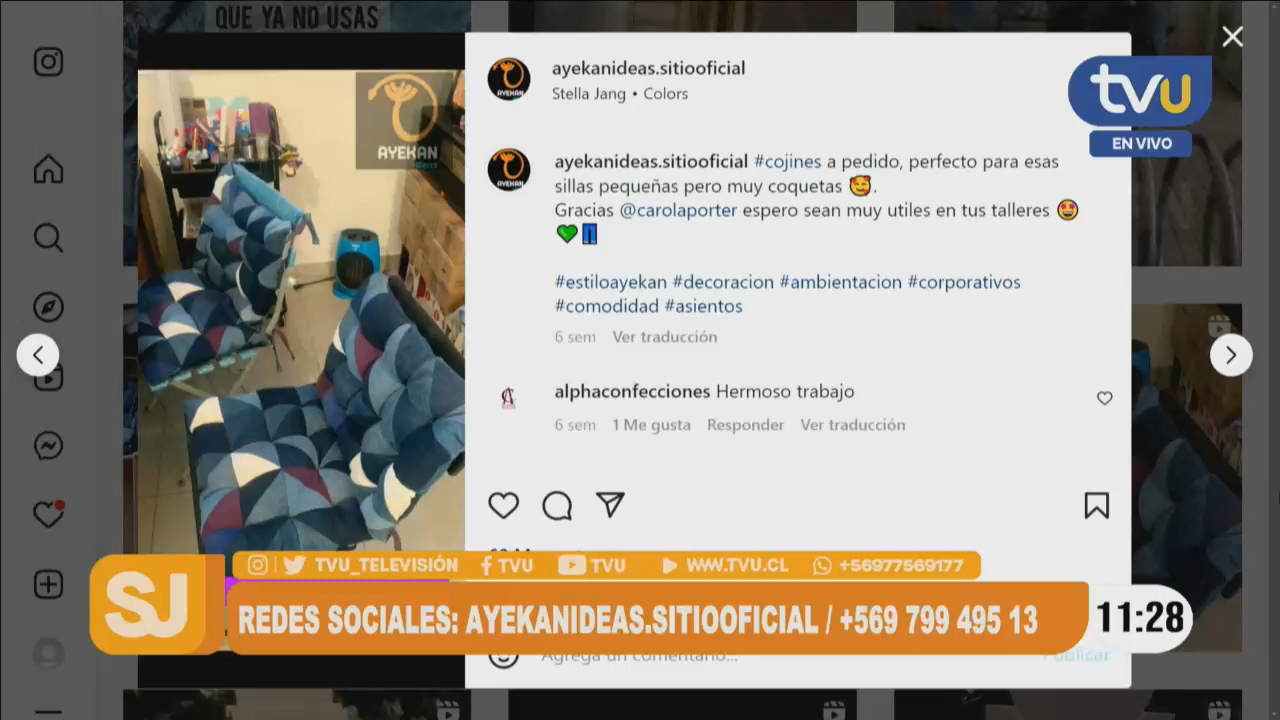 QUE YA NO USAS
AYEKAN
ideas
AYEKAN
ayekanideas.sitiooficial
Stella Jang • Colors
tvu
EN VIVO
AYEKAN
ayekanideas.sitiooficial #cojines a pedido, perfecto para esas
sillas pequeñas pero muy coquetas 🥰.
Gracias @carolaporter espero sean muy utiles en tus talleres 🤩
💚👖
#estiloayekan #decoracion #ambientacion #corporativos
#comodidad #asientos
6 sem Ver traducción
alphaconfecciones Hermoso trabajo
6 sem 1 Me gusta Responder Ver traducción
TVU_TELEVISIÓN TVU TVU WWW.TVU.CL +56977569177
SJ
REDES SOCIALES: AYEKANIDEAS.SITIOOFICIAL / +569 799 495 13
11:28
Agrega un comentario...
Publicar